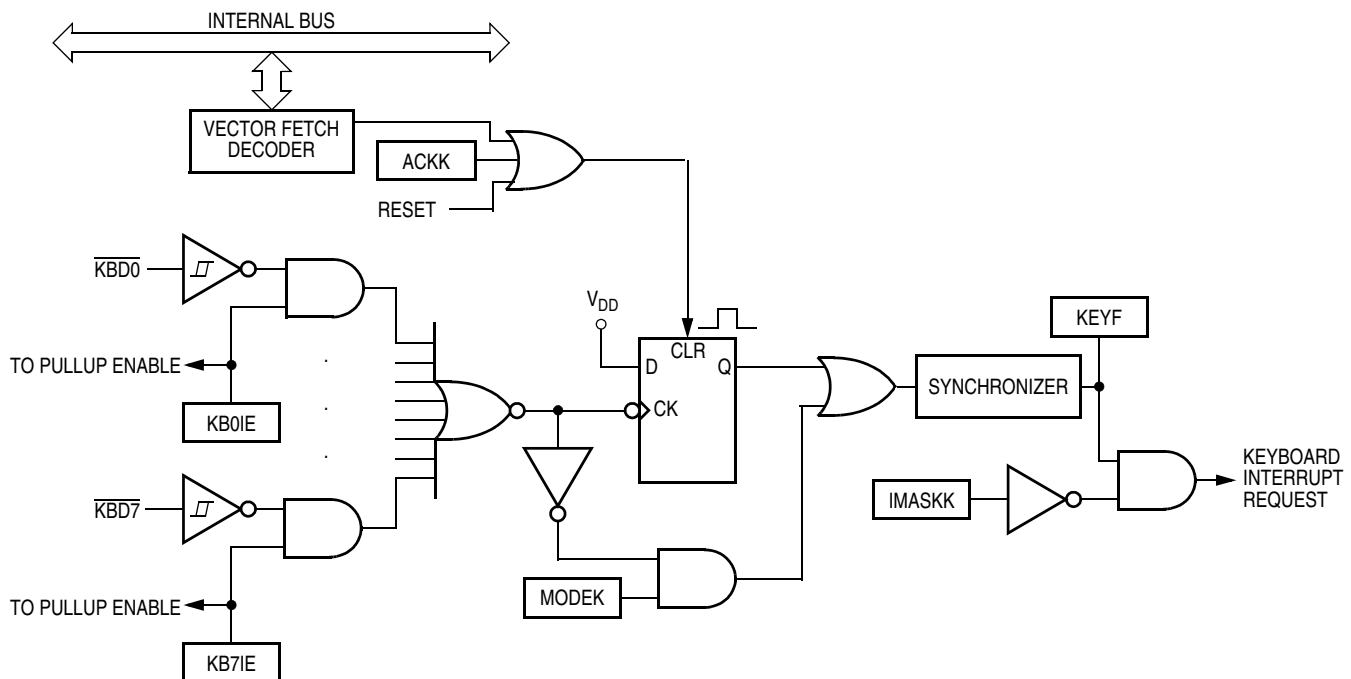 INTERNAL BUS
VECTOR FETCH
DECODER
ACKK
RESET
KBD0
VDD
KEYF
CLR
D
Q
CK
TO PULLUP ENABLE
KB0IE
SYNCHRONIZER
KBD7
IMASKK
KEYBOARD
INTERRUPT
REQUEST
MODEK
TO PULLUP ENABLE
KB7IE